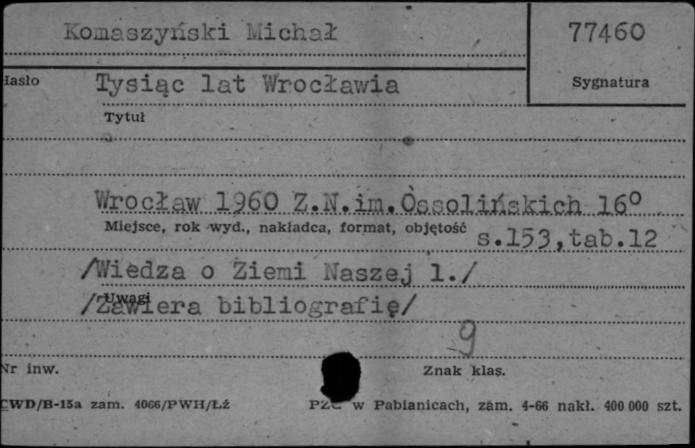 Komaszyński Michał
77460
Hasło
Tysiąc lat Wrocławia
Sygnatura
Tytuł
Wrocław 1960 Z.N.im.Ossolińskich 16°
Miejsce, rok wyd., nakładca, format, objętość
s.153,tab.12
/Wiedza o Ziemi Naszej 1./
Uwagi
/Zawiera bibliografię/
9
Nr inw.
Znak klas.
CWD/B-15a zam. 4066/PWH/Łź
PZG w Pabianicach, zam. 4-66 nakł. 400 000 szt.